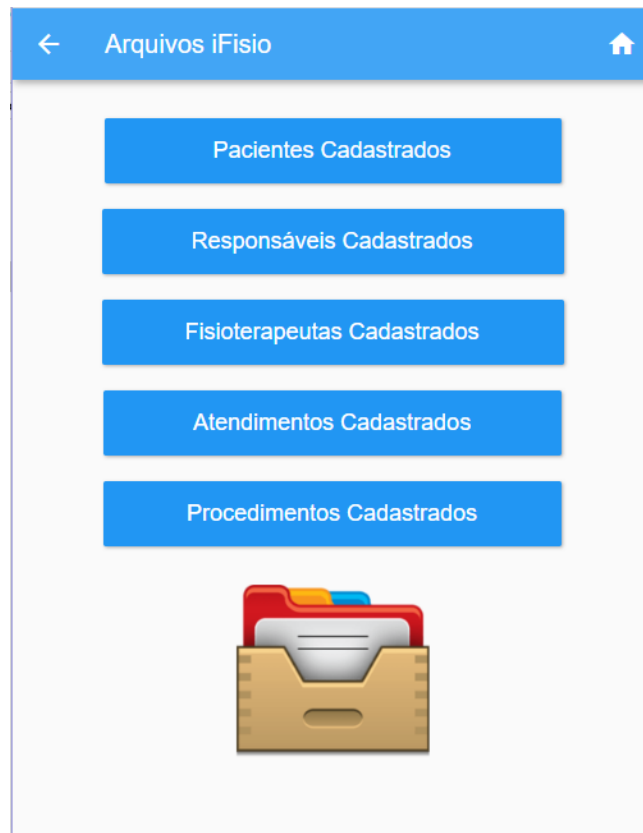 Arquivos iFisio
Pacientes Cadastrados
Responsáveis Cadastrados
Fisioterapeutas Cadastrados
Atendimentos Cadastrados
Procedimentos Cadastrados